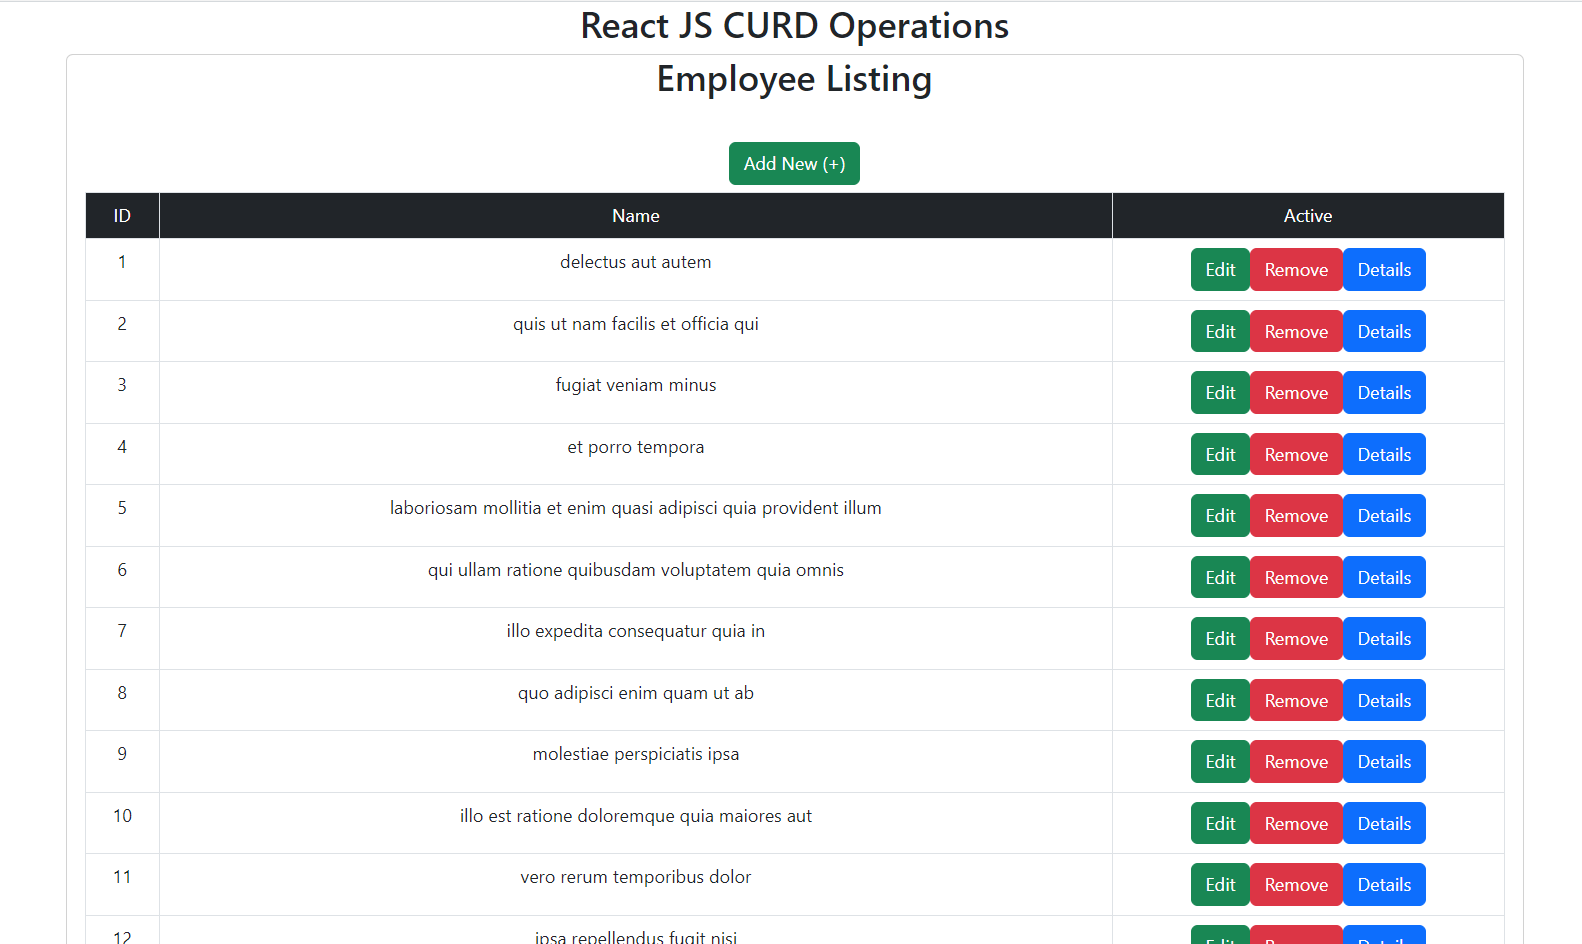 React JS CURD Operations
Employee Listing
Add New (+)
ID Name Active
1 delectus aut autem Edit Remove Details
2 quis ut nam facilis et officia qui Edit Remove Details
3 fugiat veniam minus Edit Remove Details
4 et porro tempora Edit Remove Details
5 laboriosam mollitia et enim quasi adipisci quia provident illum Edit Remove Details
6 qui ullam ratione quibusdam voluptatem quia omnis Edit Remove Details
7 illo expedita consequatur quia in Edit Remove Details
8 quo adipisci enim quam ut ab Edit Remove Details
9 molestiae perspiciatis ipsa Edit Remove Details
10 illo est ratione doloremque quia maiores aut Edit Remove Details
11 vero rerum temporibus dolor Edit Remove Details
12 ipsa repellendus fugit nisi Edit Remove Details